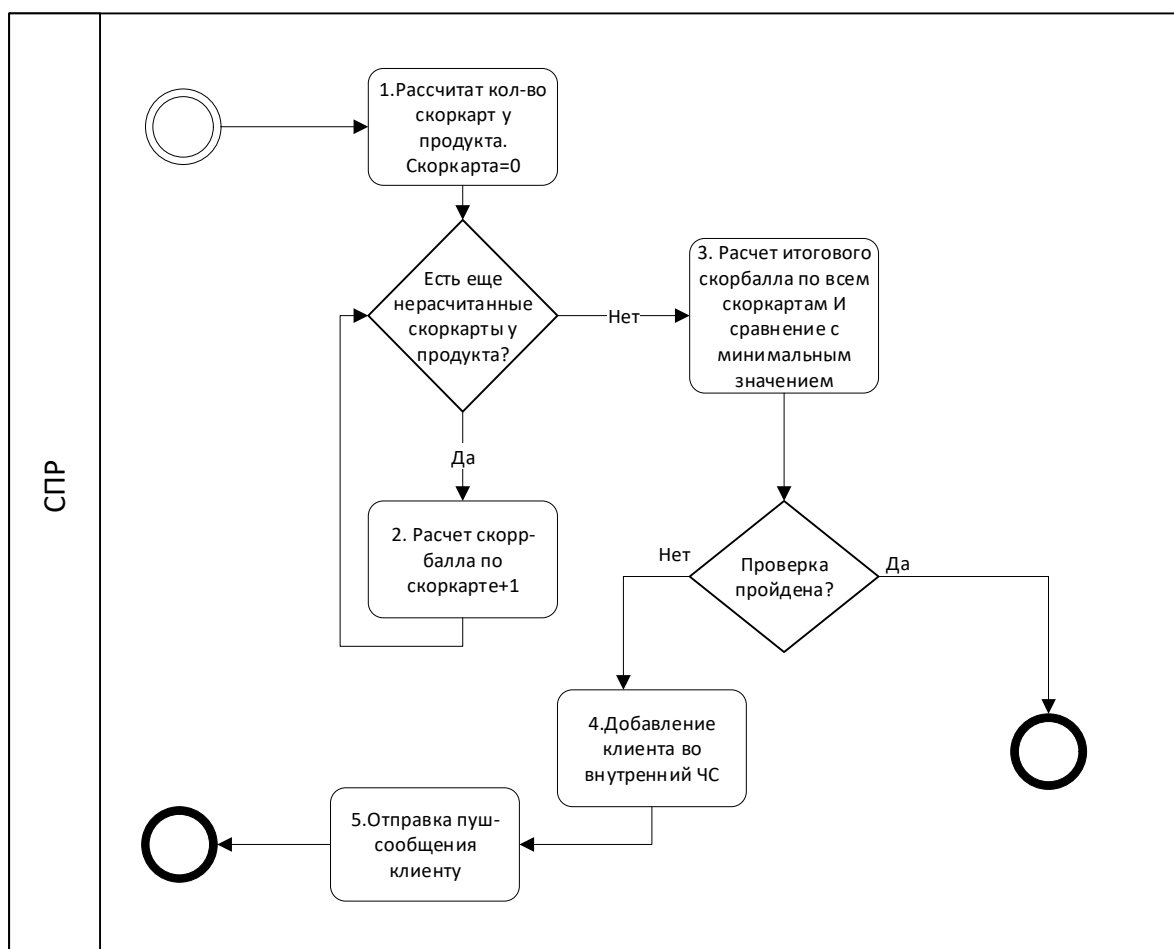 СПР
1.Рассчитат кол-во
скоркарт у
продукта.
Скоркарта=0
Есть еще
нерасчитанные
скоркарты у
продукта?
Нет
3. Расчет итогового
скорбалла по всем
скоркартам И
сравнение с
минимальным
значением
Да
2. Расчет скорр-
балла по
скоркарте+1
Проверка
пройдена?
Нет
Да
4.Добавление
клиента во
внутренний ЧС
5.Отправка пуш-
сообщения
клиенту